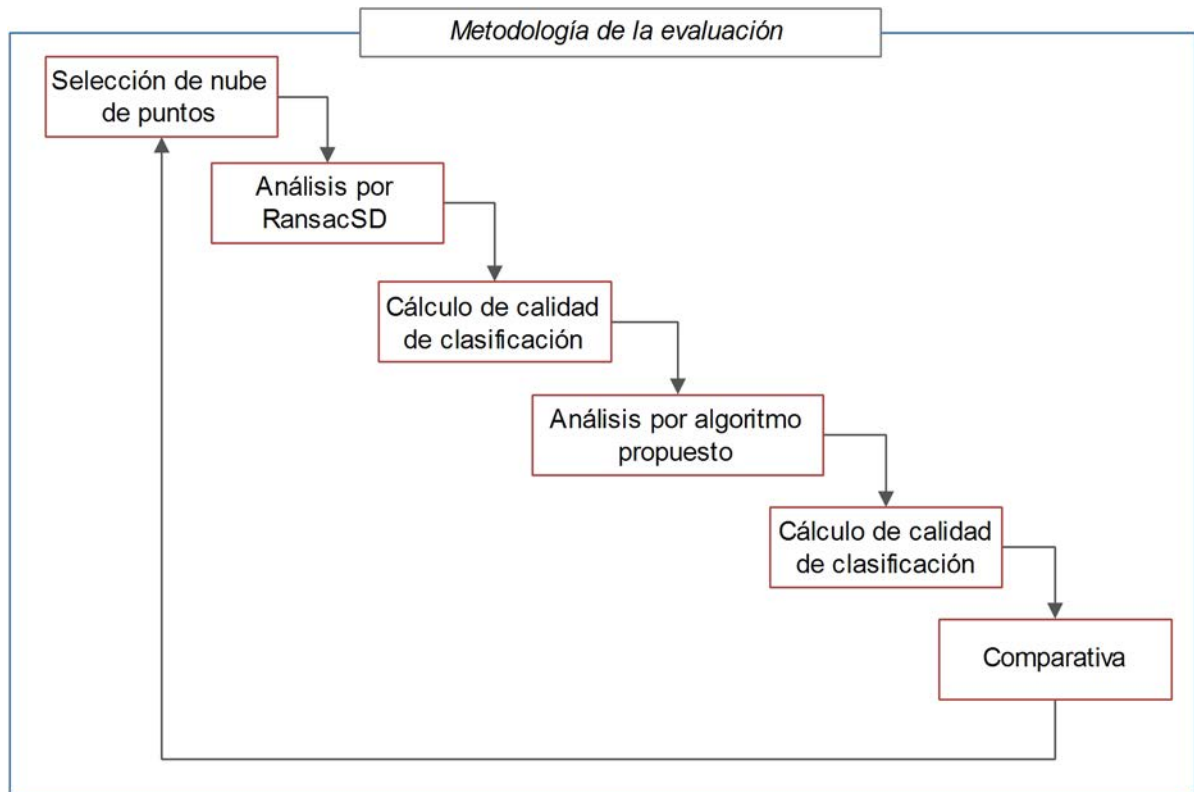 Metodología de la evaluación
Selección de nube
de puntos
Análisis por
RansacSD
Cálculo de calidad
de clasificación
Análisis por algoritmo
propuesto
Cálculo de calidad
de clasificación
Comparativa